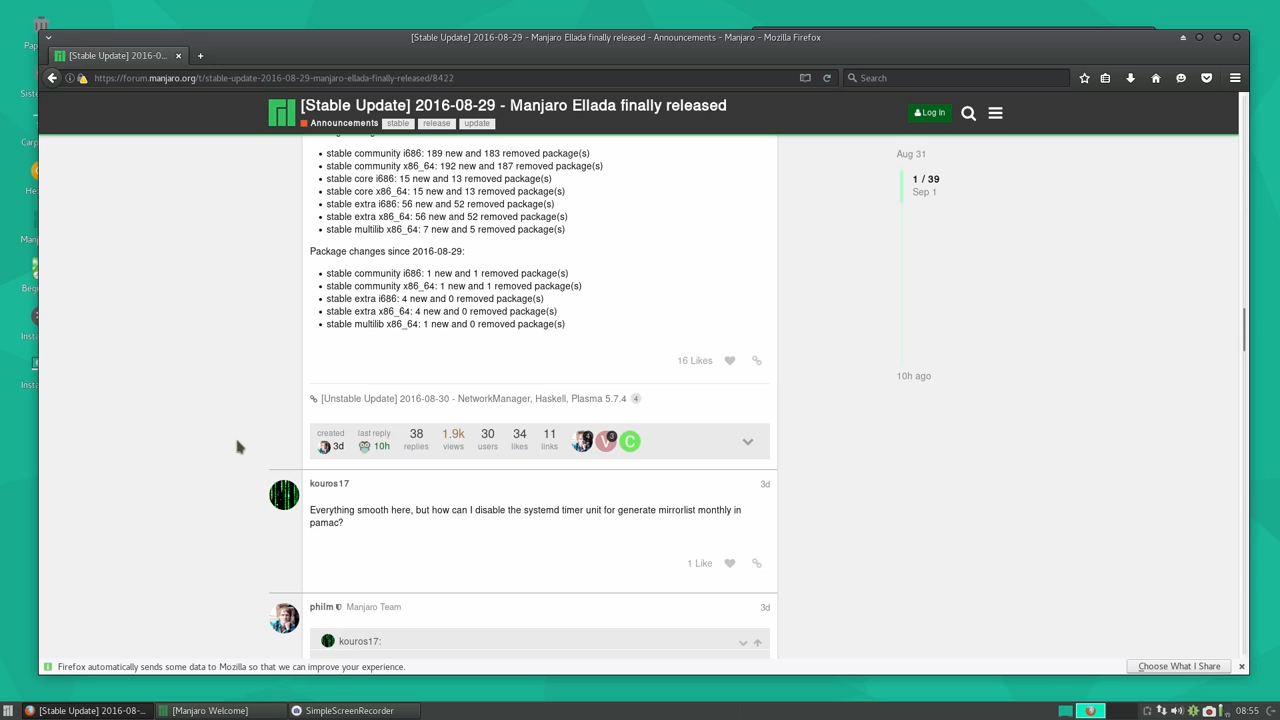 [Stable Update] 2016-08-29 - Manjaro Ellada finally released - Announcements - Manjaro - Mozilla Firefox
[Stable Update] 2016-0...
https://forum.manjaro.org/t/stable-update-2016-08-29-manjaro-ellada-finally-released/8422
Search
[Stable Update] 2016-08-29 - Manjaro Ellada finally released
Announcements stable release update
Log In
stable community i686: 189 new and 183 removed package(s)
stable community x86_64: 192 new and 187 removed package(s)
stable core i686: 15 new and 13 removed package(s)
stable core x86_64: 15 new and 13 removed package(s)
stable extra i686: 56 new and 52 removed package(s)
stable extra x86_64: 56 new and 52 removed package(s)
stable multilib x86_64: 7 new and 5 removed package(s)
Package changes since 2016-08-29:
stable community i686: 1 new and 1 removed package(s)
stable community x86_64: 1 new and 1 removed package(s)
stable extra i686: 4 new and 0 removed package(s)
stable extra x86_64: 4 new and 0 removed package(s)
stable multilib x86_64: 1 new and 0 removed package(s)
16 Likes
Aug 31
1 / 39
Sep 1
10h ago
[Unstable Update] 2016-08-30 - NetworkManager, Haskell, Plasma 5.7.4 4
created last reply 38 1.9k 30 34 11
3d 10h replies views users likes links
V 3 C
kouros17 3d
Everything smooth here, but how can I disable the systemd timer unit for generate mirrorlist monthly in
pamac?
1 Like
philm Manjaro Team 3d
kouros17:
Firefox automatically sends some data to Mozilla so that we can improve your experience.
Choose What I Share
Pap
Siste
Carp
He
Manj
Begi
Insta
Insta
[Stable Update] 2016-08-...
[Manjaro Welcome]
SimpleScreenRecorder
08:55